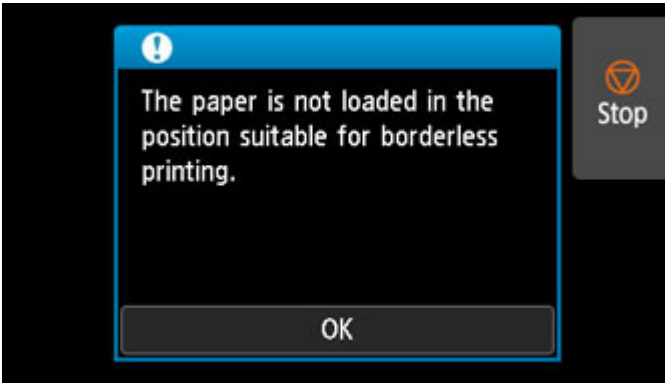 The paper is not loaded in the
position suitable for borderless
printing.
OK
Stop